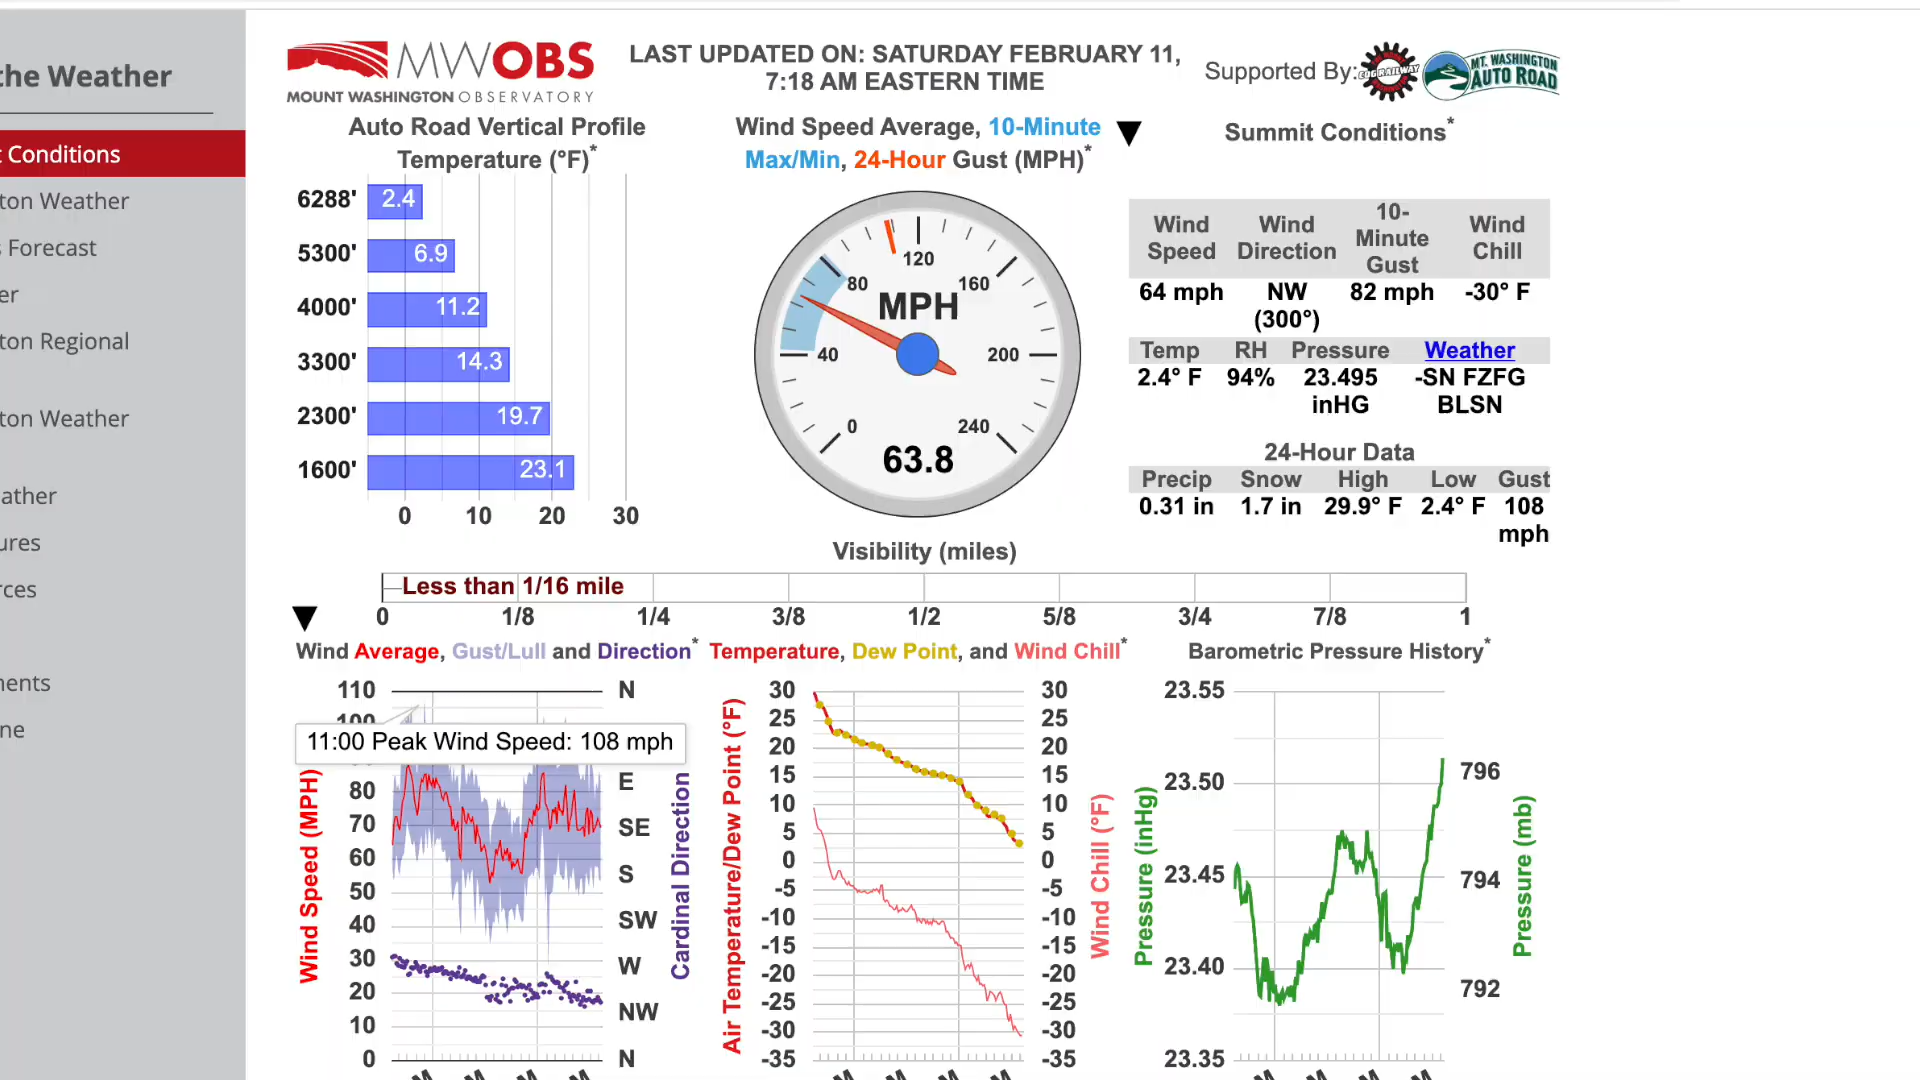 the Weather
Conditions
ton Weather
Forecast
er
ton Regional
ton Weather
ather
ures
rces
nents
ne
MWOBS
MOUNT WASHINGTON OBSERVATORY
LAST UPDATED ON: SATURDAY FEBRUARY 11,
7:18 AM EASTERN TIME
Supported By:
COG RAILWAY
MT. WASHINGTON
AUTO ROAD
Auto Road Vertical Profile
Temperature (°F)*
6288' 2.4
5300' 6.9
4000' 11.2
3300' 14.3
2300' 19.7
1600' 23.1
0 10 20 30
Wind Speed Average, 10-Minute
Max/Min, 24-Hour Gust (MPH)*
120
80 160
MPH
40 200
0 240
63.8
Summit Conditions*
Wind Speed Wind Direction 10-Minute Gust Wind Chill
64 mph NW (300°) 82 mph -30° F
Temp RH Pressure Weather
2.4° F 94% 23.495 inHG -SN FZFG BLSN
24-Hour Data
Precip Snow High Low Gust
0.31 in 1.7 in 29.9° F 2.4° F 108 mph
Visibility (miles)
Less than 1/16 mile
0 1/8 1/4 3/8 1/2 5/8 3/4 7/8 1
Wind Average, Gust/Lull and Direction*
110
100
80
70
60
50
40
30
20
10
0
Wind Speed (MPH)
11:00 Peak Wind Speed: 108 mph
N
E
SE
S
SW
W
NW
N
Cardinal Direction
Temperature, Dew Point, and Wind Chill*
Air Temperature/Dew Point (°F)
30
25
20
15
10
5
0
-5
-10
-15
-20
-25
-30
-35
30
25
20
15
10
5
0
-5
-10
-15
-20
-25
-30
-35
Wind Chill (°F)
Barometric Pressure History*
Pressure (inHg)
23.55
23.50
23.45
23.40
23.35
796
794
792
Pressure (mb)